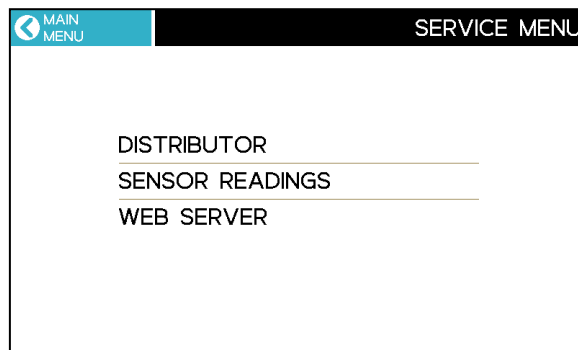 MAIN
MENU
SERVICE MENU
DISTRIBUTOR
SENSOR READINGS
WEB SERVER